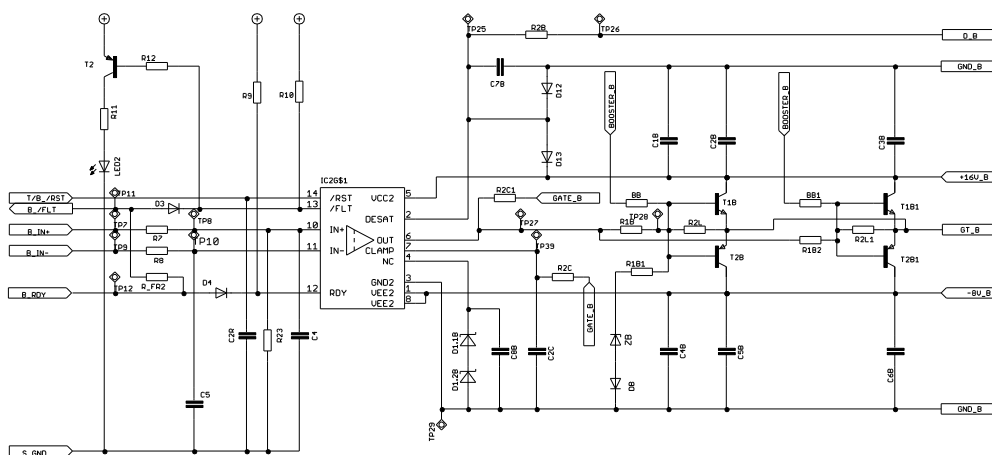 TP25
R2B
TP26
D_B
T2
R12
C7B
D12
BOOSTER_B
BOOSTER_B
GND_B
R9
R10
R11
LED2
D13
C1B
C2B
C3B
IC2G$1
+16V_B
T/B_/RST
TP11
14
/RST
VCC2
5
R2C1
GATE_B
BB
T1B
BB1
T1B1
B_/FLT
D3
13
/FLT
DESAT
2
TP7
TP8
TP27
TP28
B_IN+
R7
10
IN+
R1B
R2L
R2L1
GT_B
TP9
TP10
OUT
6
TP39
R1B2
B_IN-
R8
11
IN-
CLAMP
7
NC
4
T2B
T2B1
TP12
R_FR2
D4
R2C
R1B1
GND2
3
B_RDY
12
RDY
VEE2
1
VEE2
8
-8V_B
GATE_B
C2R
R23
C4
D1.1B
D1.2B
C8B
C2C
ZB
DB
C4B
C5B
C6B
C5
GND_B
TP29
S_GND